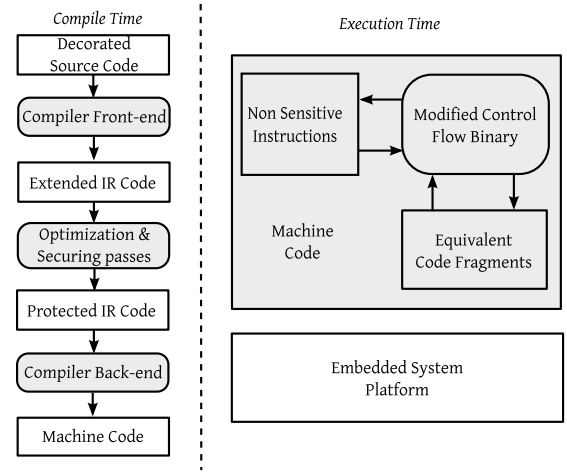 Compile Time
Decorated
Source Code
Compiler Front-end
Extended IR Code
Optimization &
Securing passes
Protected IR Code
Compiler Back-end
Machine Code
Execution Time
Non Sensitive
Instructions
Modified Control
Flow Binary
Machine
Code
Equivalent
Code Fragments
Embedded System
Platform